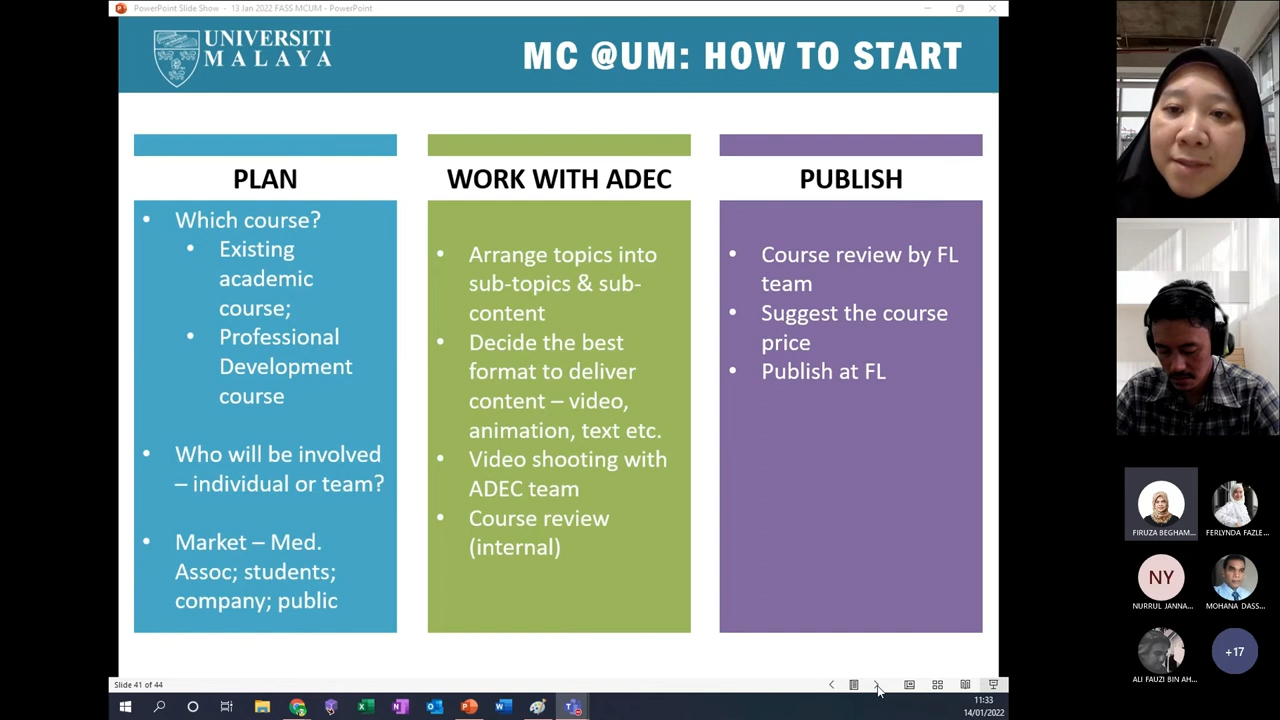 PowerPoint Slide Show - 13 Jan 2022 FASS MCUM - PowerPoint
UNIVERSITI
MALAYA
MC @UM: HOW TO START
PLAN
• Which course?
• Existing
academic
course;
• Professional
Development
course
• Who will be involved
– individual or team?
• Market – Med.
Assoc; students;
company; public
WORK WITH ADEC
• Arrange topics into
sub-topics & sub-
content
• Decide the best
format to deliver
content – video,
animation, text etc.
• Video shooting with
ADEC team
• Course review
(internal)
PUBLISH
• Course review by FL
team
• Suggest the course
price
• Publish at FL
FIRUZA BEGHAM...
FERLYNDA FAZLE...
NY
NURRUL JANNA...
MOHANA DASS...
ALI FAUZI BIN AH...
+17
Slide 41 of 44
11:33
14/01/2022